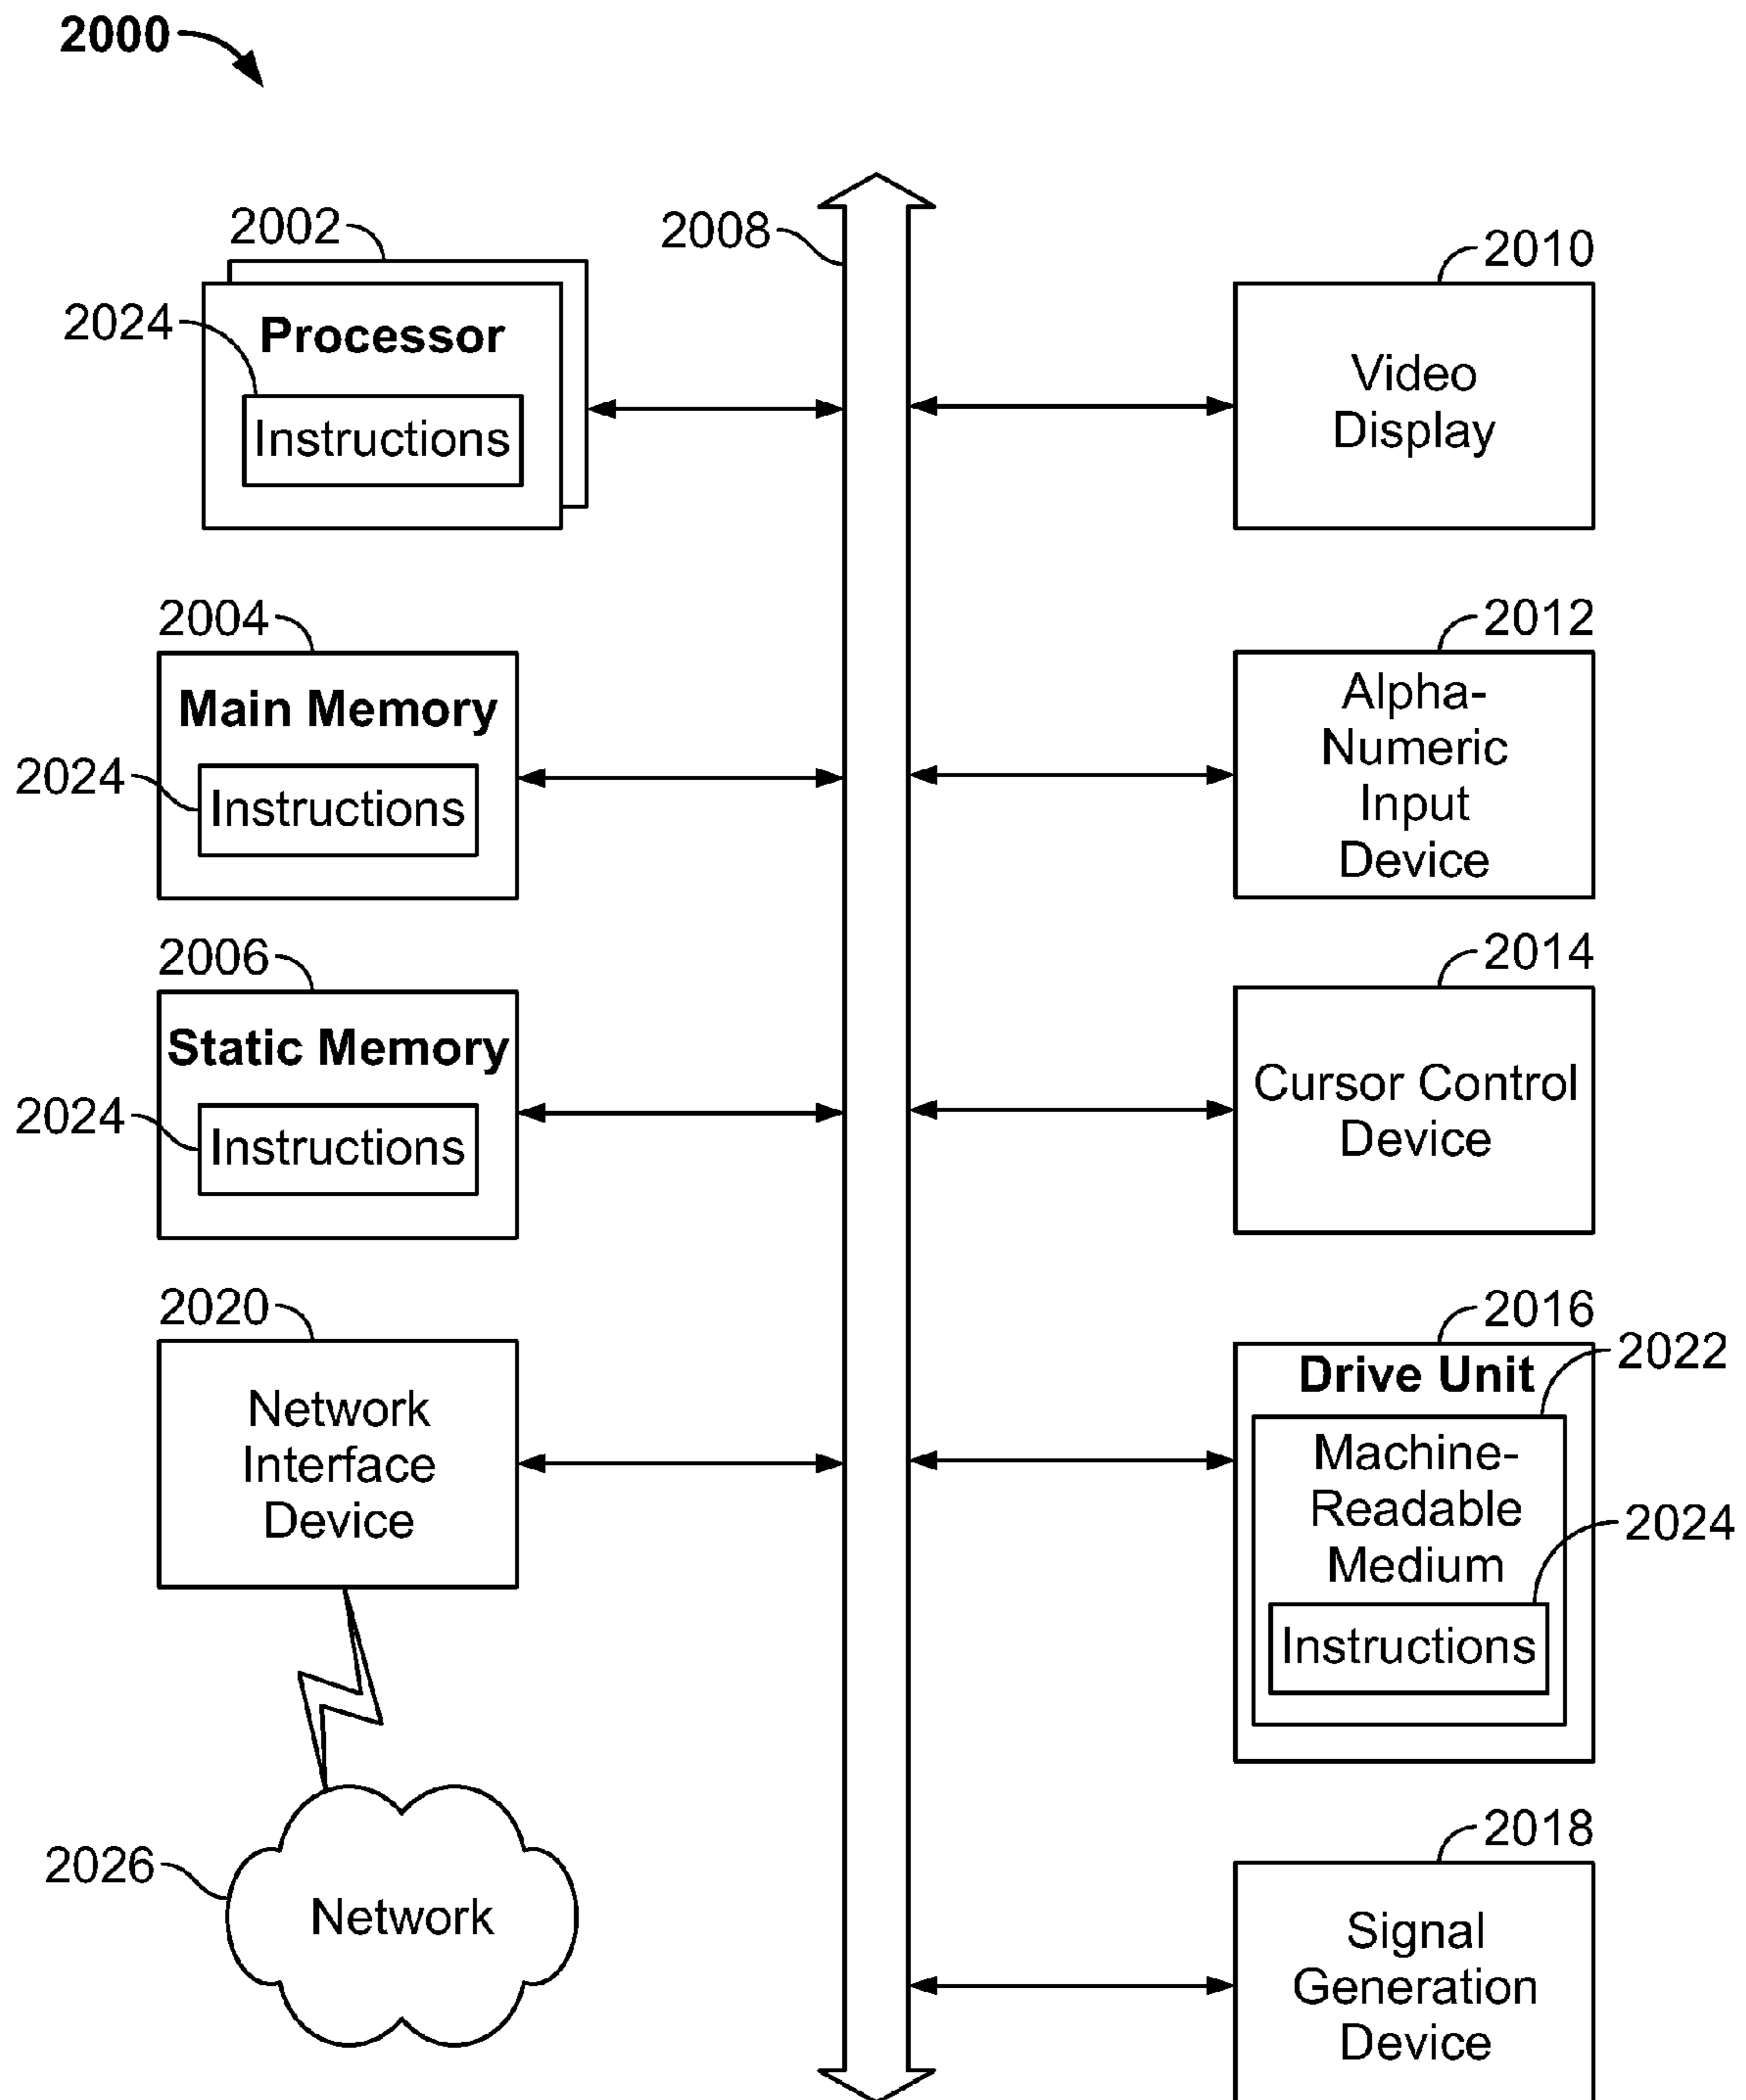 2000
2002
2024
Processor
Instructions
2008
2010
Video
Display
2004
Main Memory
2024
Instructions
2012
Alpha-
Numeric
Input
Device
2006
Static Memory
2024
Instructions
2014
Cursor Control
Device
2020
Network
Interface
Device
2016
Drive Unit
2022
Machine-
Readable
Medium
2024
Instructions
2026
Network
2018
Signal
Generation
Device